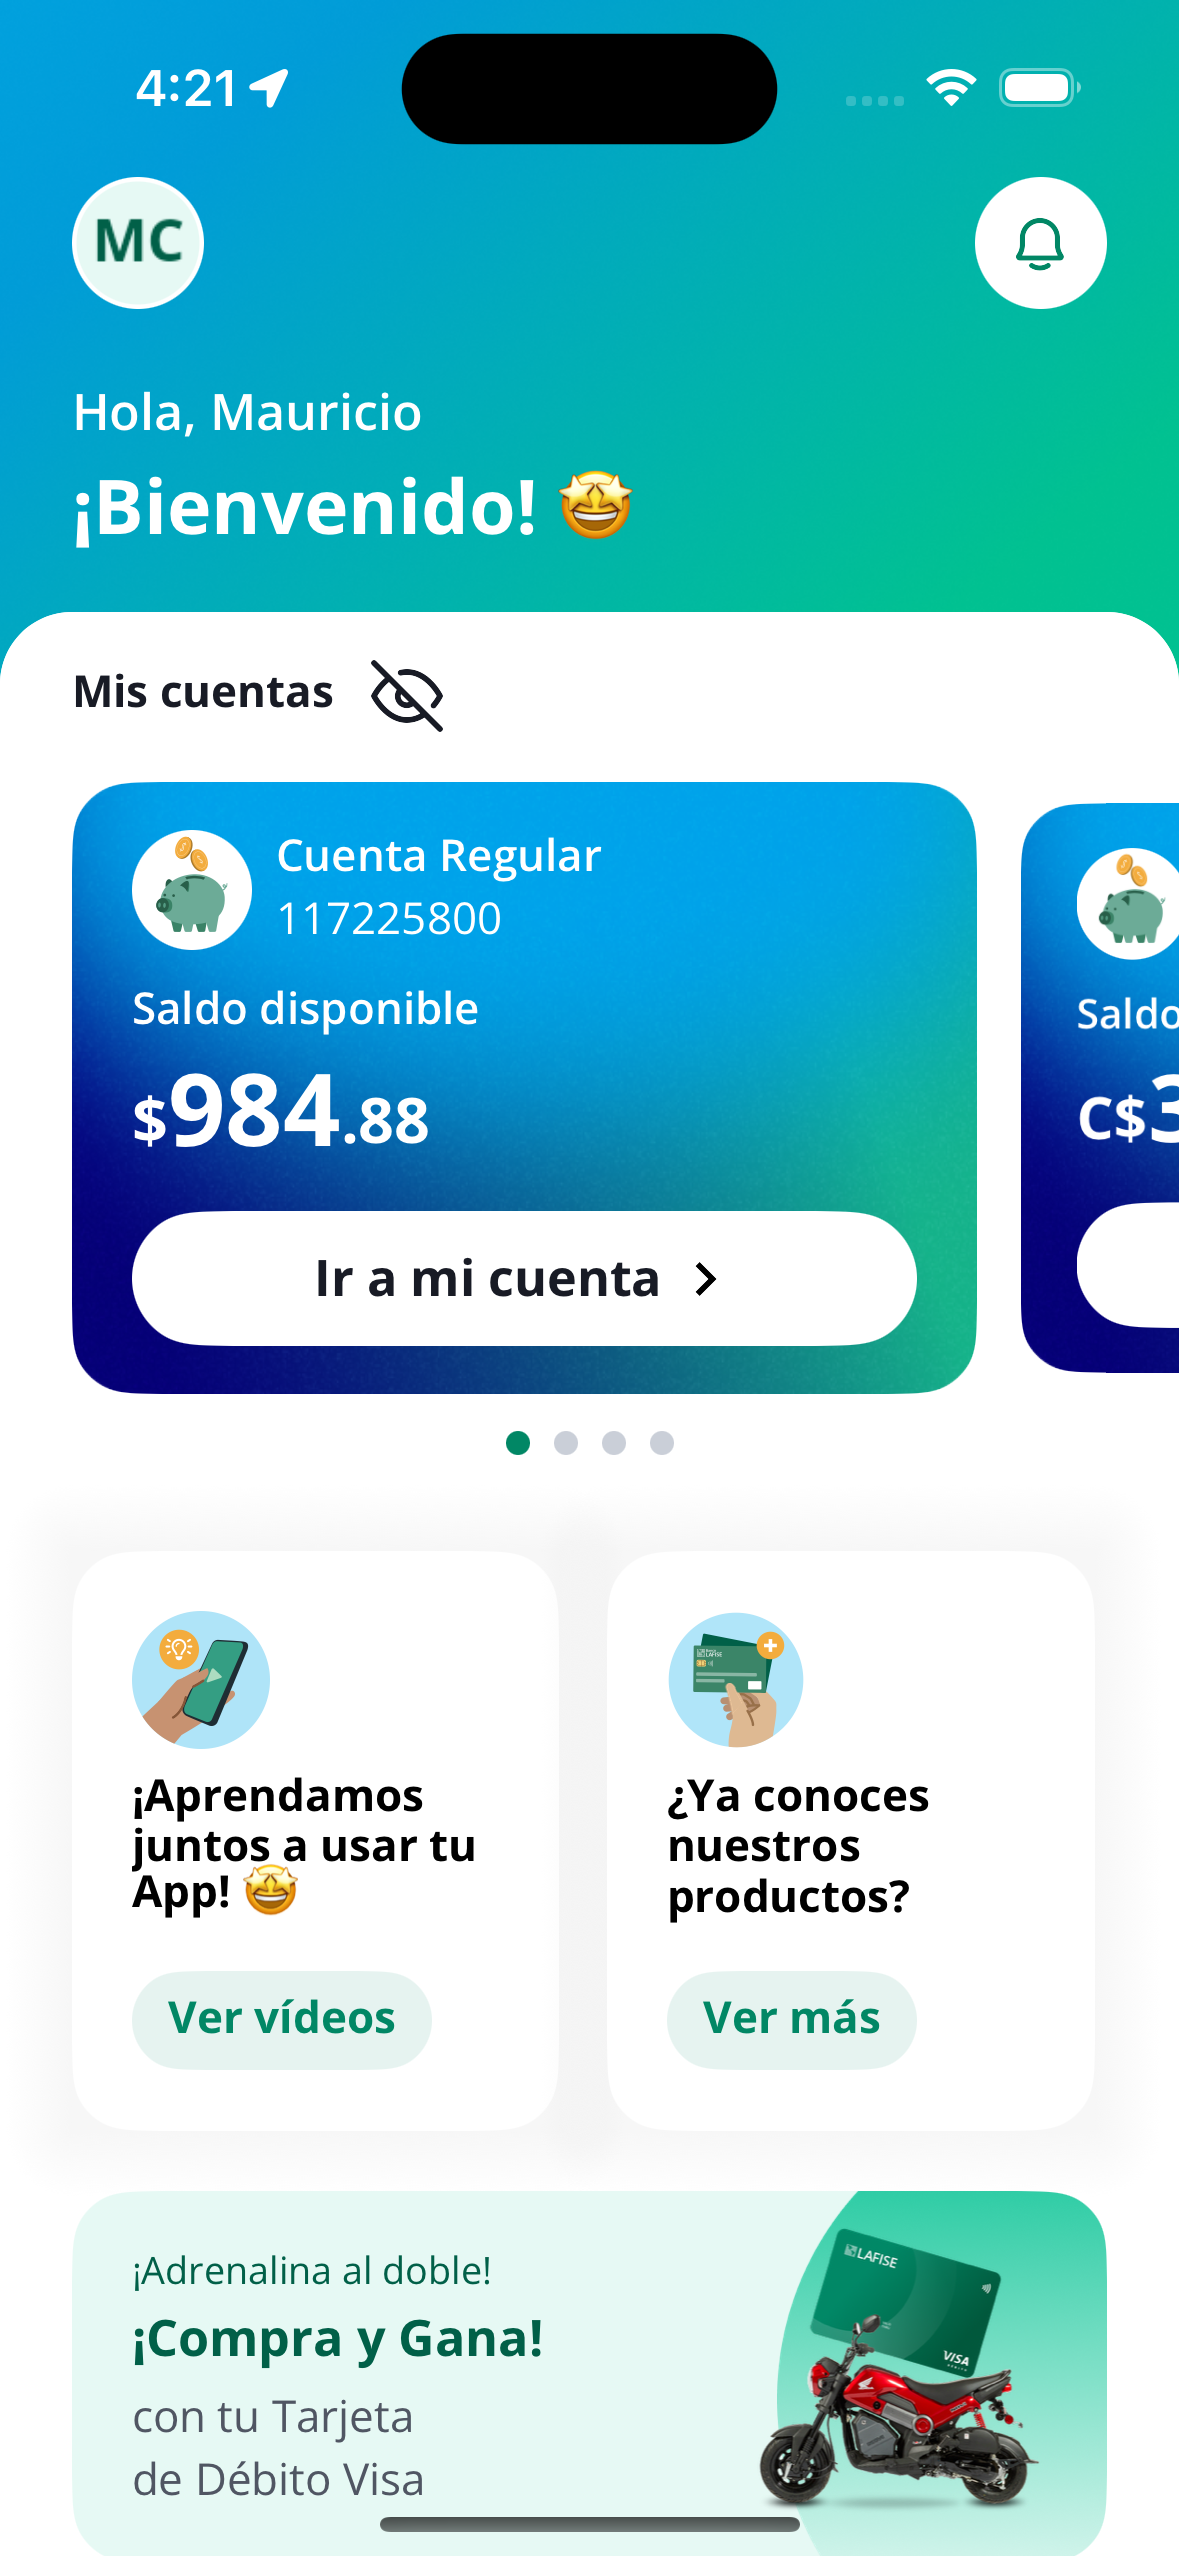 4:21
MC
Hola, Mauricio
¡Bienvenido! 🤩
Mis cuentas
Cuenta Regular
117225800
Saldo disponible
$984.88
Ir a mi cuenta
Saldo
C$3
¡Aprendamos
juntos a usar tu
App! 🤩
Ver vídeos
LAFISE
¿Ya conoces
nuestros
productos?
Ver más
¡Adrenalina al doble!
¡Compra y Gana!
con tu Tarjeta
de Débito Visa
LAFISE
VISA